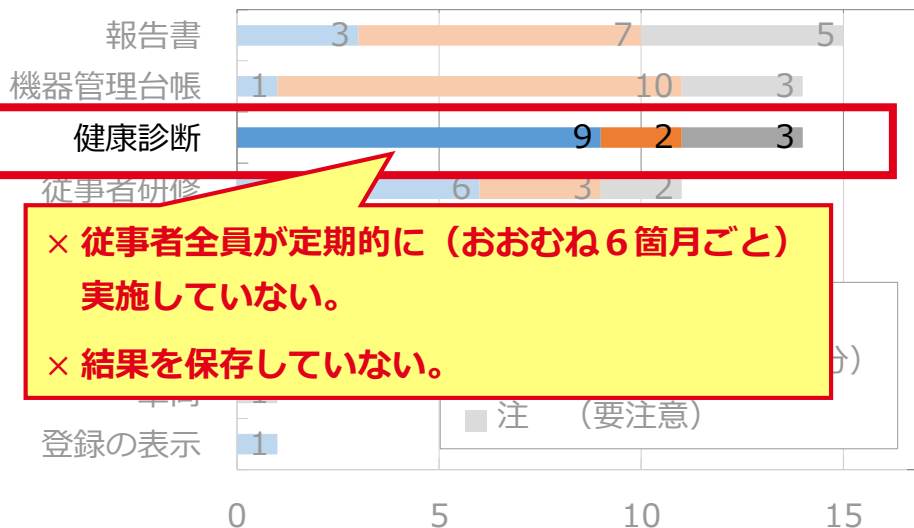 報告書 3 7 5
機器管理台帳 1 10 3
健康診断 9 2 3
従事者研修 6 3 2
× 従事者全員が定期的に（おおむね６箇月ごと）
実施していない。
× 結果を保存していない。
分）
注 （要注意）
登録の表示 1
0 5 10 15